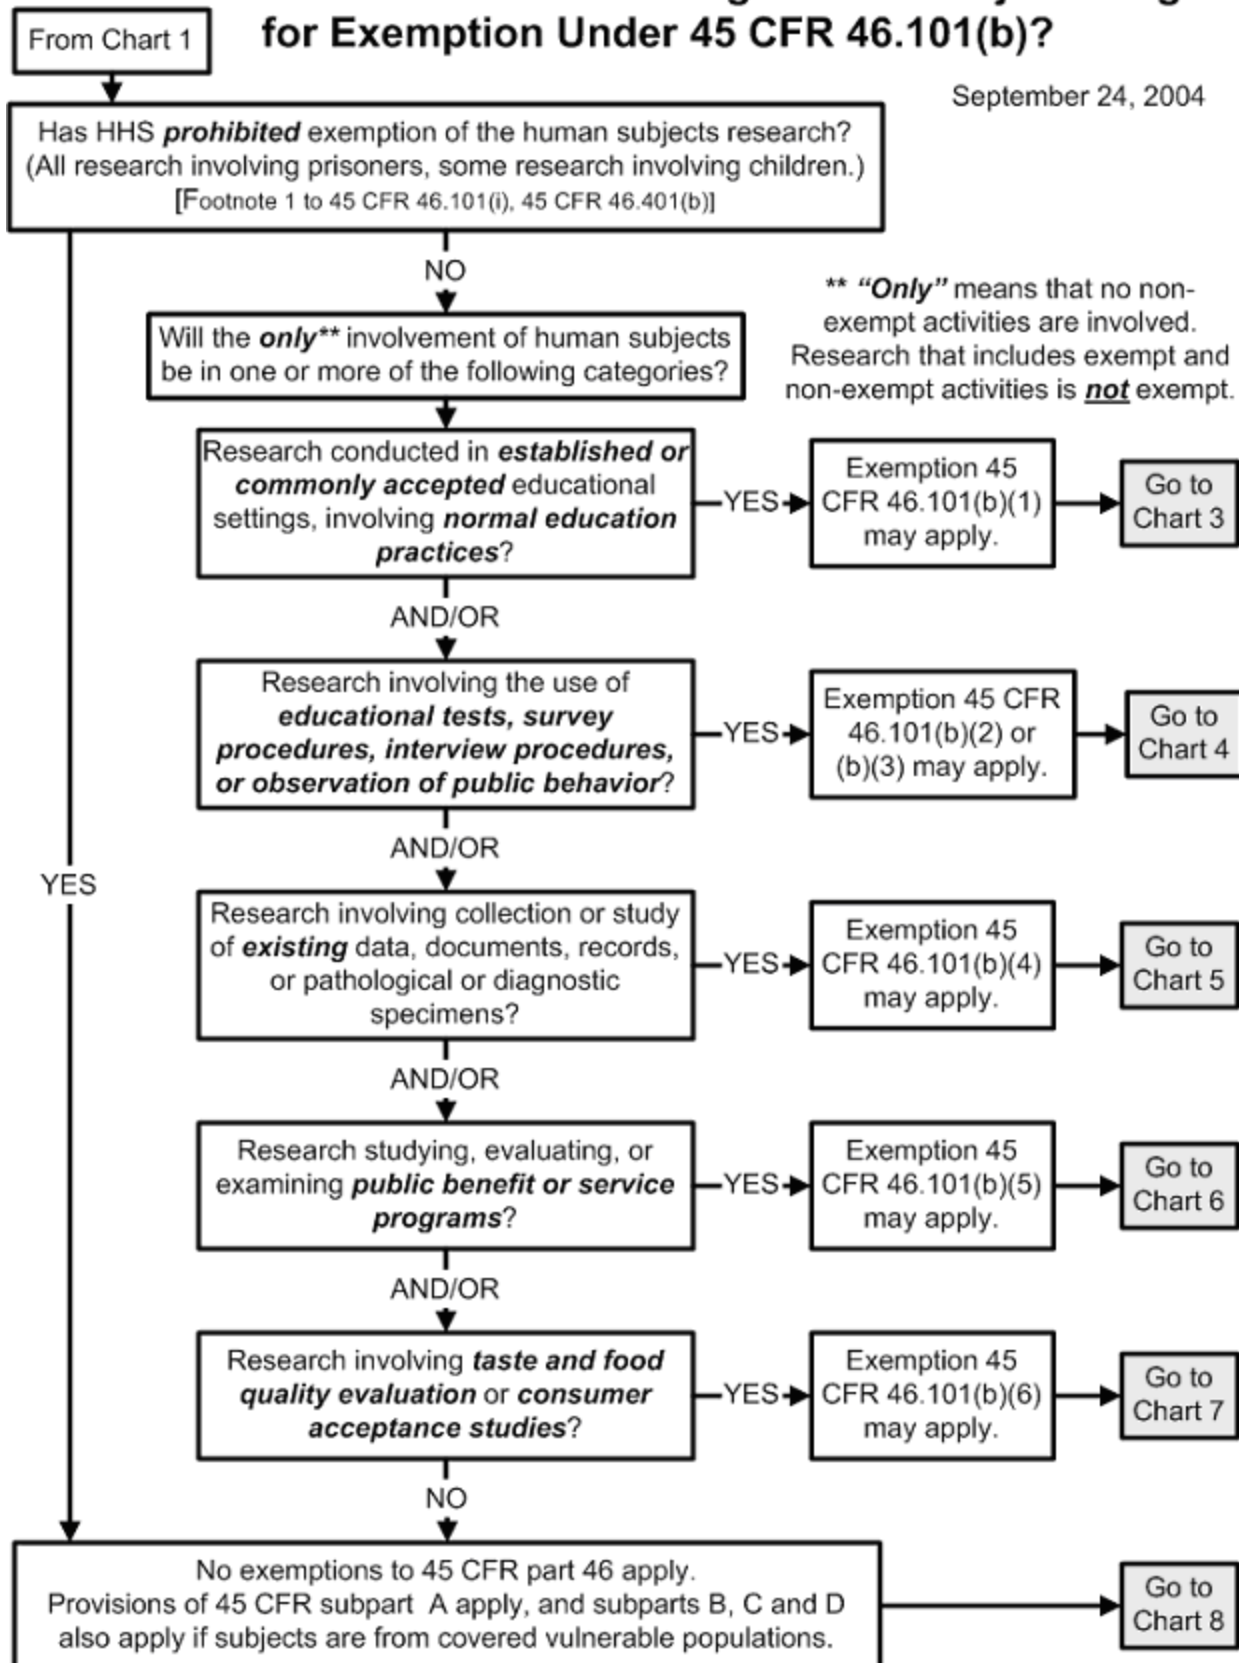 From Chart 1
for Exemption Under 45 CFR 46.101(b)?
September 24, 2004
Has HHS prohibited exemption of the human subjects research?
(All research involving prisoners, some research involving children.)
[Footnote 1 to 45 CFR 46.101(i), 45 CFR 46.401(b)]
NO
** “Only” means that no non-
exempt activities are involved.
Research that includes exempt and
non-exempt activities is not exempt.
Will the only** involvement of human subjects
be in one or more of the following categories?
Research conducted in established or
commonly accepted educational
settings, involving normal education
practices?
YES
Exemption 45
CFR 46.101(b)(1)
may apply.
Go to
Chart 3
AND/OR
Research involving the use of
educational tests, survey
procedures, interview procedures,
or observation of public behavior?
YES
Exemption 45 CFR
46.101(b)(2) or
(b)(3) may apply.
Go to
Chart 4
AND/OR
YES
Research involving collection or study
of existing data, documents, records,
or pathological or diagnostic
specimens?
YES
Exemption 45
CFR 46.101(b)(4)
may apply.
Go to
Chart 5
AND/OR
Research studying, evaluating, or
examining public benefit or service
programs?
YES
Exemption 45
CFR 46.101(b)(5)
may apply.
Go to
Chart 6
AND/OR
Research involving taste and food
quality evaluation or consumer
acceptance studies?
YES
Exemption 45
CFR 46.101(b)(6)
may apply.
Go to
Chart 7
NO
No exemptions to 45 CFR part 46 apply.
Provisions of 45 CFR subpart A apply, and subparts B, C and D
also apply if subjects are from covered vulnerable populations.
Go to
Chart 8